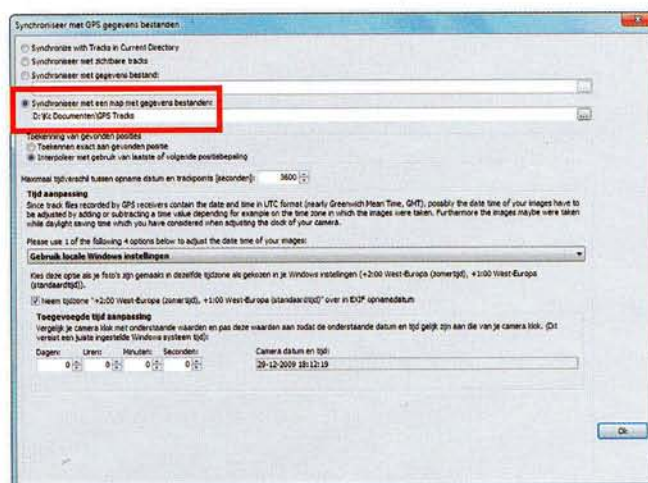 Synchroniseer met GPS gegevens bestanden
Synchronize with Tracks in Current Directory
Synchroniseer met zichtbare tracks
Synchroniseer met gegevens bestand:
Synchroniseer met een map met gegevens bestanden:
D:\Kc Documenten\GPS Tracks
Toekenning van gevonden posities
Toekennen exact aan gevonden positie
Interpoleer met gebruik van laatste of volgende positiebepaling
Maximaal tijdverschil tussen opname datum en trackpoints [seconden]: 3600
Tijd aanpassing
Since track files recorded by GPS receivers contain the date end time in UTC format (nearly Greenwich Mean Time, GMT), possibly the date time of your images have to
be adjusted by adding or subtracting a time value depending for example on the time zone in which the images were taken. Furthermore the images maybe were taken
while daylight saving time which you have considered when adjusting the clock of your camera.
Please use 1 of the following 4 options below to adjust the date time of your images:
Gebruik locale Windows instellingen
Kies deze optie als je foto's zijn gemaakt in dezelfde tijdzone als gekozen in je Windows instellingen (+2:00 West-Europa (zomertijd), +1:00 West-Europa
(standaardtijd)).
Neem tijdzone "+2:00 West-Europa (zomertijd), +1:00 West-Europa (standaardtijd)" over in EXIF opnamedatum
Toegevoegde tijd aanpassing
Vergelijk je camera klok met onderstaande waarden en pas deze waarden aan zodat de onderstaande datum en tijd gelijk zijn aan die van je camera klok. (Dit
vereist een juiste ingestelde Windows systeem tijd):
Dagen: Uren: Minuten: Seconden: Camera datum en tijd:
0 0 0 0 29-12-2009 18:12:19
Ok